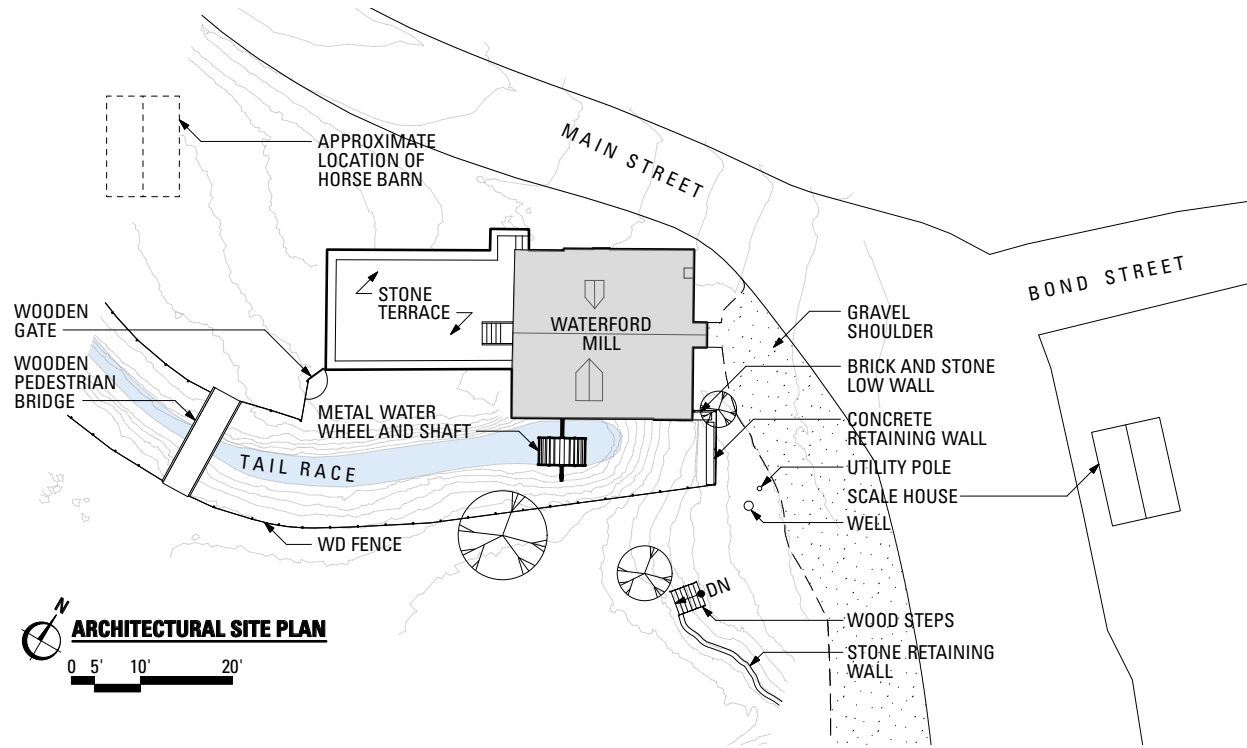 MAIN STREET
APPROXIMATE
LOCATION OF
HORSE BARN
BOND STREET
STONE
TERRACE
WATERFORD
MILL
WOODEN
GATE
GRAVEL
SHOULDER
WOODEN
PEDESTRIAN
BRIDGE
BRICK AND STONE
LOW WALL
METAL WATER
WHEEL AND SHAFT
CONCRETE
RETAINING WALL
TAIL RACE
UTILITY POLE
SCALE HOUSE
WELL
WD FENCE
DN
WOOD STEPS
STONE RETAINING
WALL
N
ARCHITECTURAL SITE PLAN
0 5' 10' 20'